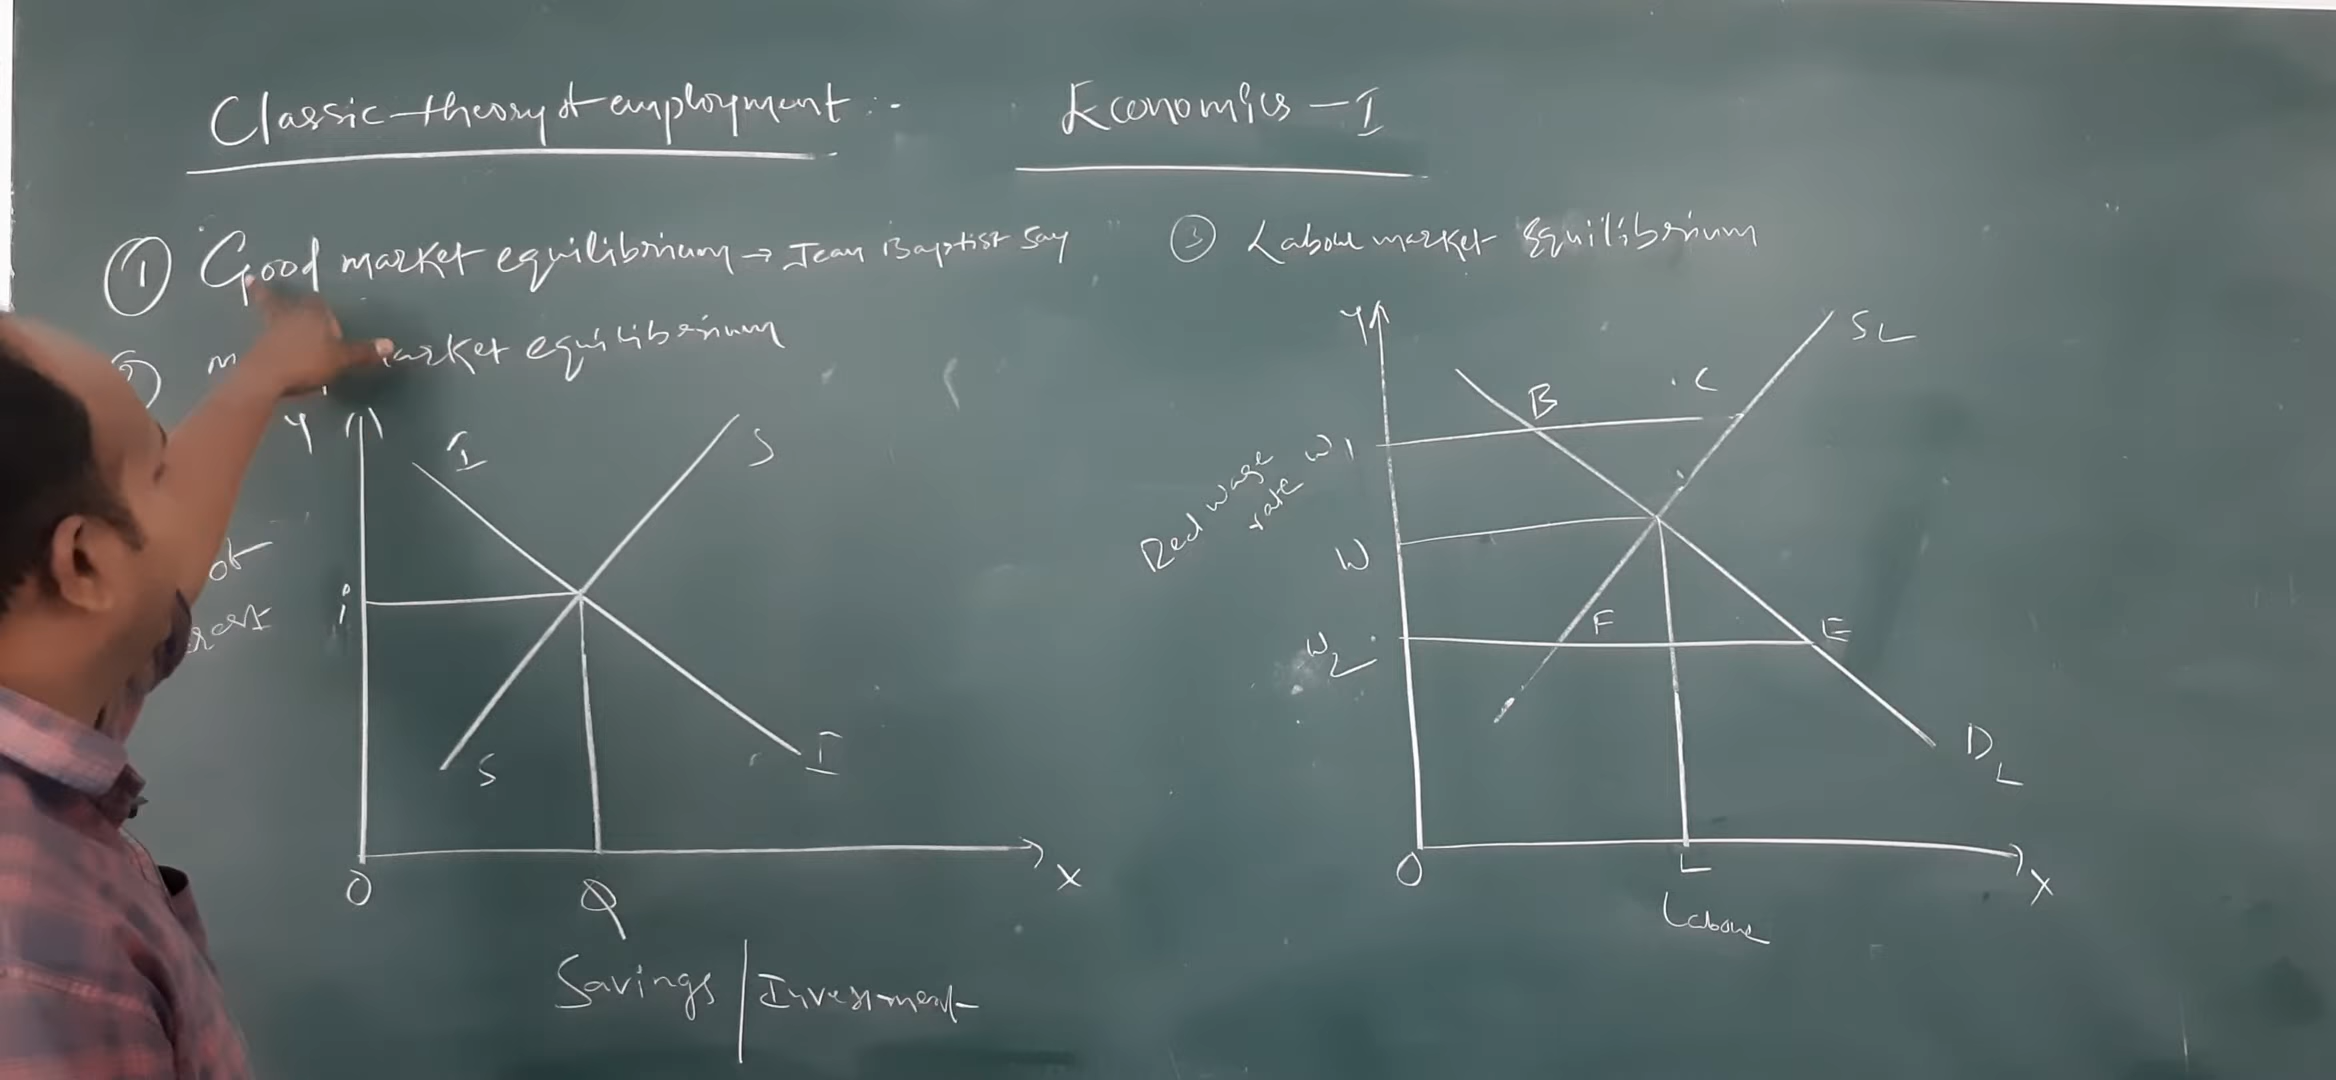 Classic theory of employment :-
Economics - I
① Good market equilibrium → Jean Baptist Say
market equilibrium
Y
I
S
i
S
I
O
Q
X
Savings | Investment
③ Labour market Equilibrium
Y
SL
B
C
Real wage
rate
W1
W
W2
F
E
DL
O
L
X
Labour